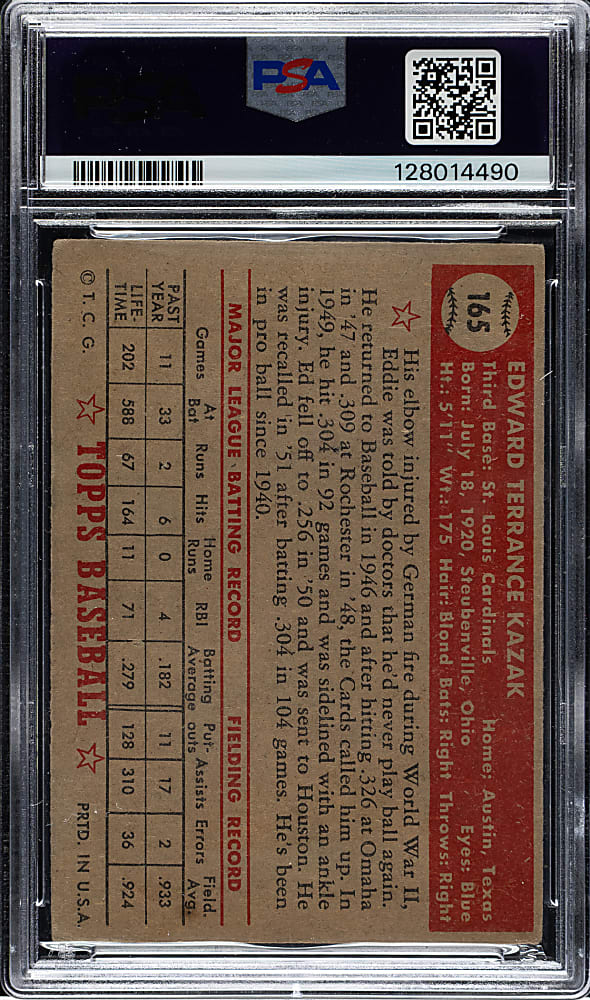 PSA
128014490
165
EDWARD TERRANCE KAZAK
Third Base: St. Louis Cardinals Home: Austin, Texas
Born: July 18, 1920, Steubenville, Ohio Eyes: Blue
Ht.: 5'11" Wt.: 175 Hair: Blond Bats: Right Throws: Right
His elbow injured by German fire during World War II,
Eddie was told by doctors that he'd never play ball again.
He returned to Baseball in 1946 and after hitting .326 at Omaha
in '47 and .309 at Rochester in '48, the Cards called him up. In
1949, he hit .304 in 92 games and was sidelined with an ankle
injury. Ed fell off to .256 in '50 and was sent to Houston. He
was recalled in '51 after batting .304 in 104 games. He's been
in pro ball since 1940.
MAJOR LEAGUE BATTING RECORD FIELDING RECORD
Games At Bat Runs Hits Home Runs RBI Batting Average Put-outs Assists Errors Field. Avg.
PAST YEAR 11 33 2 6 0 4 .182 11 17 2 .933
LIFE-TIME 202 588 67 164 11 71 .279 128 310 36 .924
© T. C. G. TOPPS BASEBALL PRTD. IN U.S.A.